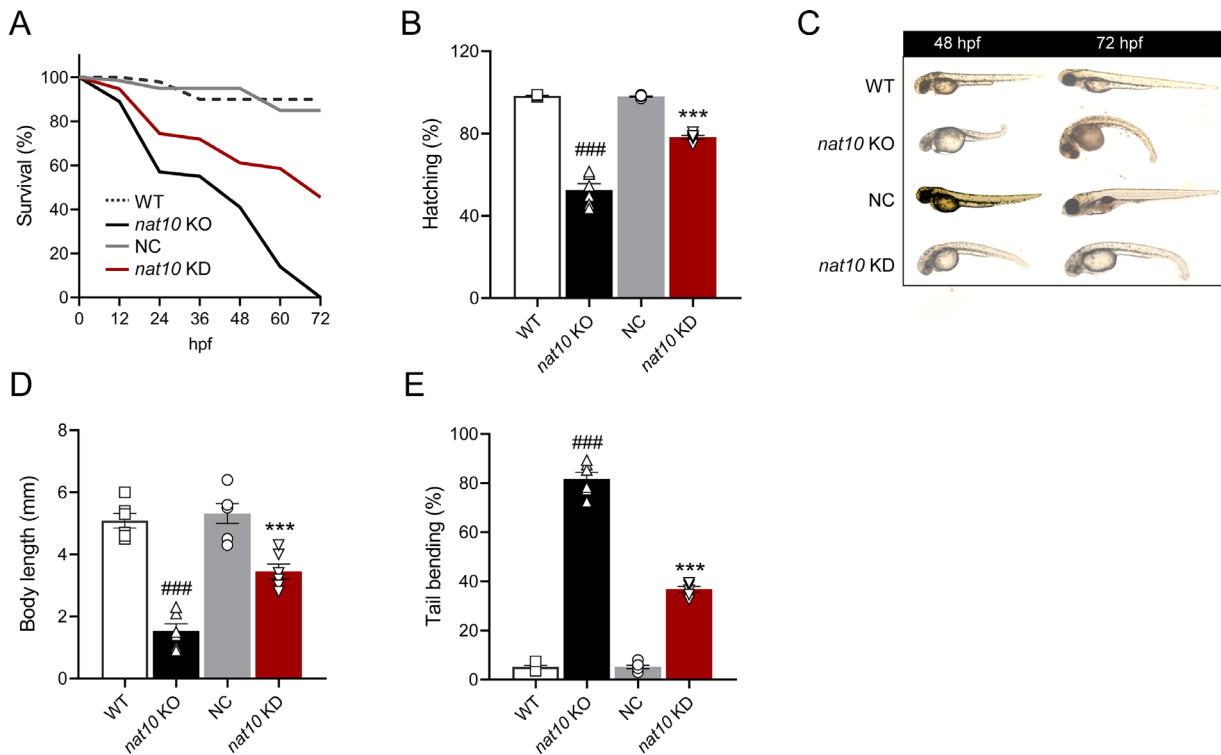 A
Survival (%)
100
80
60
40
20
0
WT
nat10 KO
NC
nat10 KD
0 12 24 36 48 60 72
hpf
B
Hatching (%)
120
80
40
0
###
***
WT nat10 KO NC nat10 KD
C
48 hpf 72 hpf
WT
nat10 KO
NC
nat10 KD
D
Body length (mm)
8
6
4
2
0
###
***
WT nat10 KO NC nat10 KD
E
Tail bending (%)
100
80
60
40
20
0
###
***
WT nat10 KO NC nat10 KD